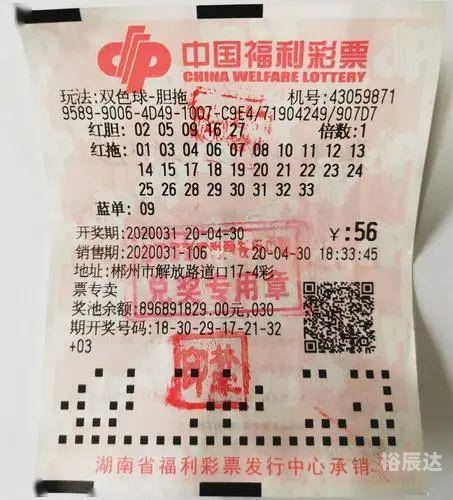 中国福利彩票
CHINA WELFARE LOTTERY
玩法:双色球-胆拖 机号:43059871
9589-9006-4D49-10D7-C9E4/71904249/907D7
红胆: 02 05 09 16 27 倍数:1
红拖: 01 03 04 06 07 08 10 11 12 13
14 15 17 18 19 20 21 22 23 24
25 26 28 29 30 31 32 33
蓝单: 09
开奖期:2020031 20-04-30 ¥:56
销售期:2020031-106 20-04-30 18:33:45
地址:郴州市解放路道口17-4彩
票专卖
兑奖专用章
奖池余额:896891829.00元,030
期开奖号码:18-30-29-17-21-32
+03
湖南省福利彩票发行中心承销
裕辰达